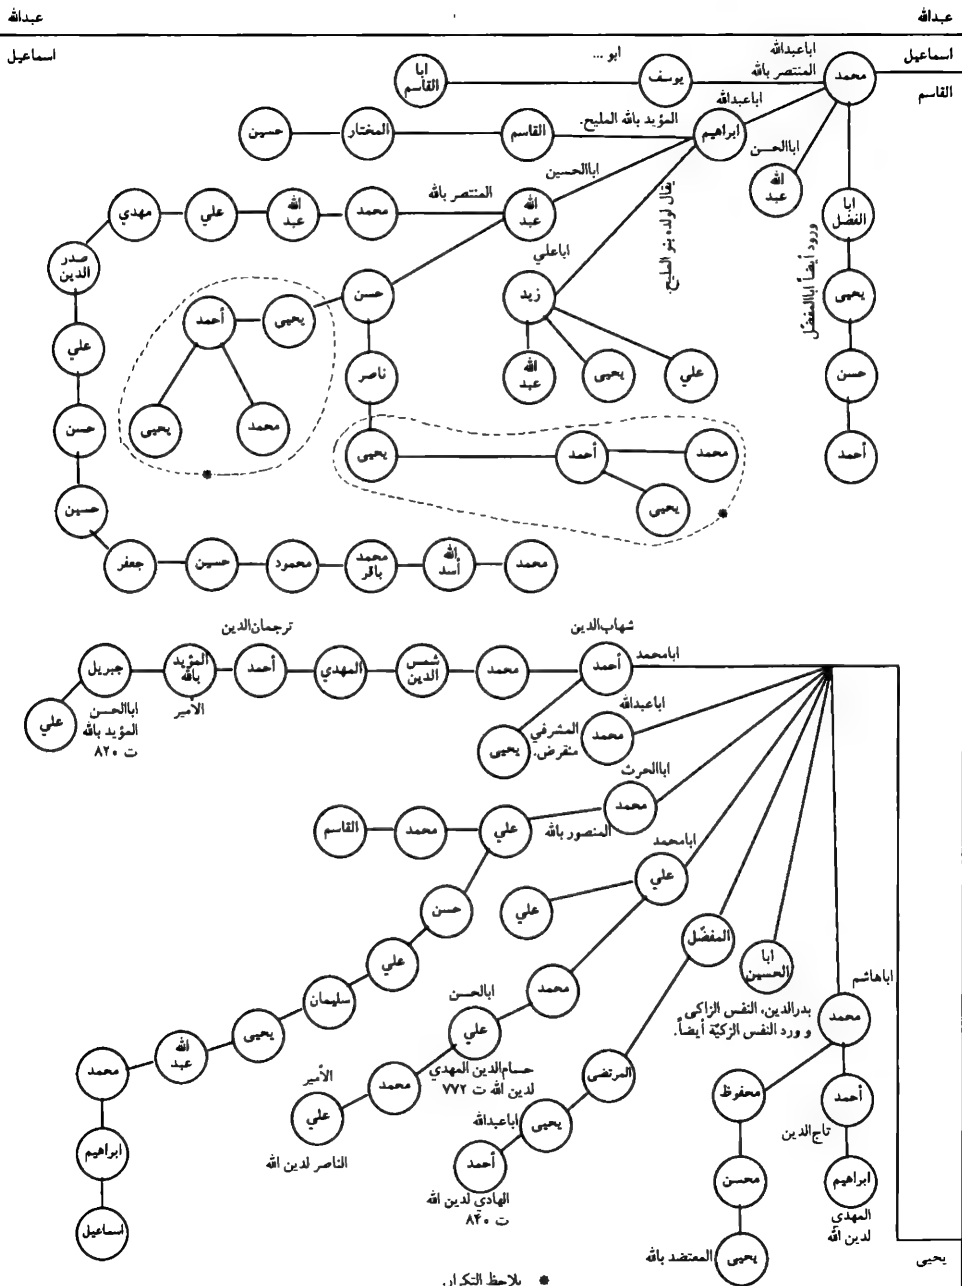 عبدالله
عبدالله
اسماعيل
اسماعيل
القاسم
محمد
اباعبدالله
المنتصر بالله
يوسف
ابو ...
ابا القاسم
ابراهيم
اباعبدالله
المؤيد بالله المليح.
القاسم
المختار
حسين
اباالحسن
عبد الله
ابا الفضل
ورود أيضاً اباالمفضّل
يحيى
حسن
أحمد
يقال لولده بنو المليح.
اباالحسين
عبد الله
المنتصر بالله
محمد
عبد الله
علي
مهدي
صدر الدين
علي
حسن
حسين
جعفر
حسين
محمود
محمد باقر
أسد الله
محمد
اباعلي
زيد
علي
يحيى
عبد الله
حسن
يحيى
أحمد
محمد
يحيى
*
ناصر
يحيى
أحمد
محمد
يحيى
*
شهاب‌الدين
ابامحمد
أحمد
محمد
شمس الدين
المهدي
ترجمان‌الدين
أحمد
المؤيد بالله
الأمير
جبريل
اباالحسن
المؤيد بالله
ت ٨٢٠
علي
يحيى
المشرفي
منقرض.
اباعبدالله
محمد
اباالحرث
محمد
المنصور بالله
علي
محمد
القاسم
حسن
علي
سليمان
يحيى
عبد الله
محمد
ابراهيم
اسماعيل
ابامحمد
علي
علي
محمد
ابالحسن
علي
حسام‌الدين المهدي
لدين الله ت ٧٧٢
محمد
الأمير
علي
الناصر لدين الله
المفضّل
المرتضى
يحيى
اباعبدالله
أحمد
الهادي لدين الله
ت ٨٤٠
ابا الحسين
اباهاشم
محمد
بدرالدين، النفس الزاكى
و ورد النفس الزكيّة أيضاً.
محفوظ
محسن
يحيى
المعتضد بالله
أحمد
تاج‌الدين
ابراهيم
المهدي
لدين الله
يحيى
* يلاحظ التكرار